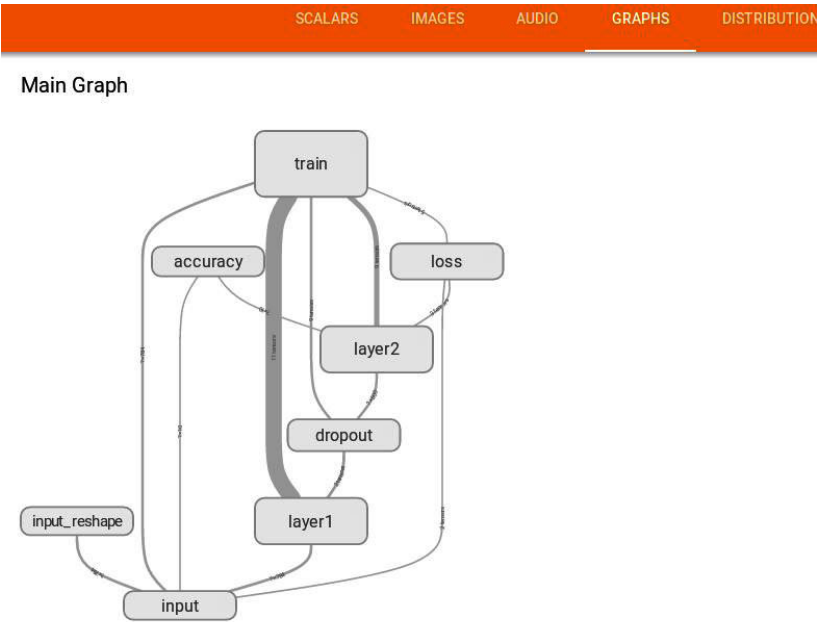 SCALARS IMAGES AUDIO GRAPHS DISTRIBUTION
Main Graph
train
accuracy
loss
layer2
dropout
layer1
input_reshape
input